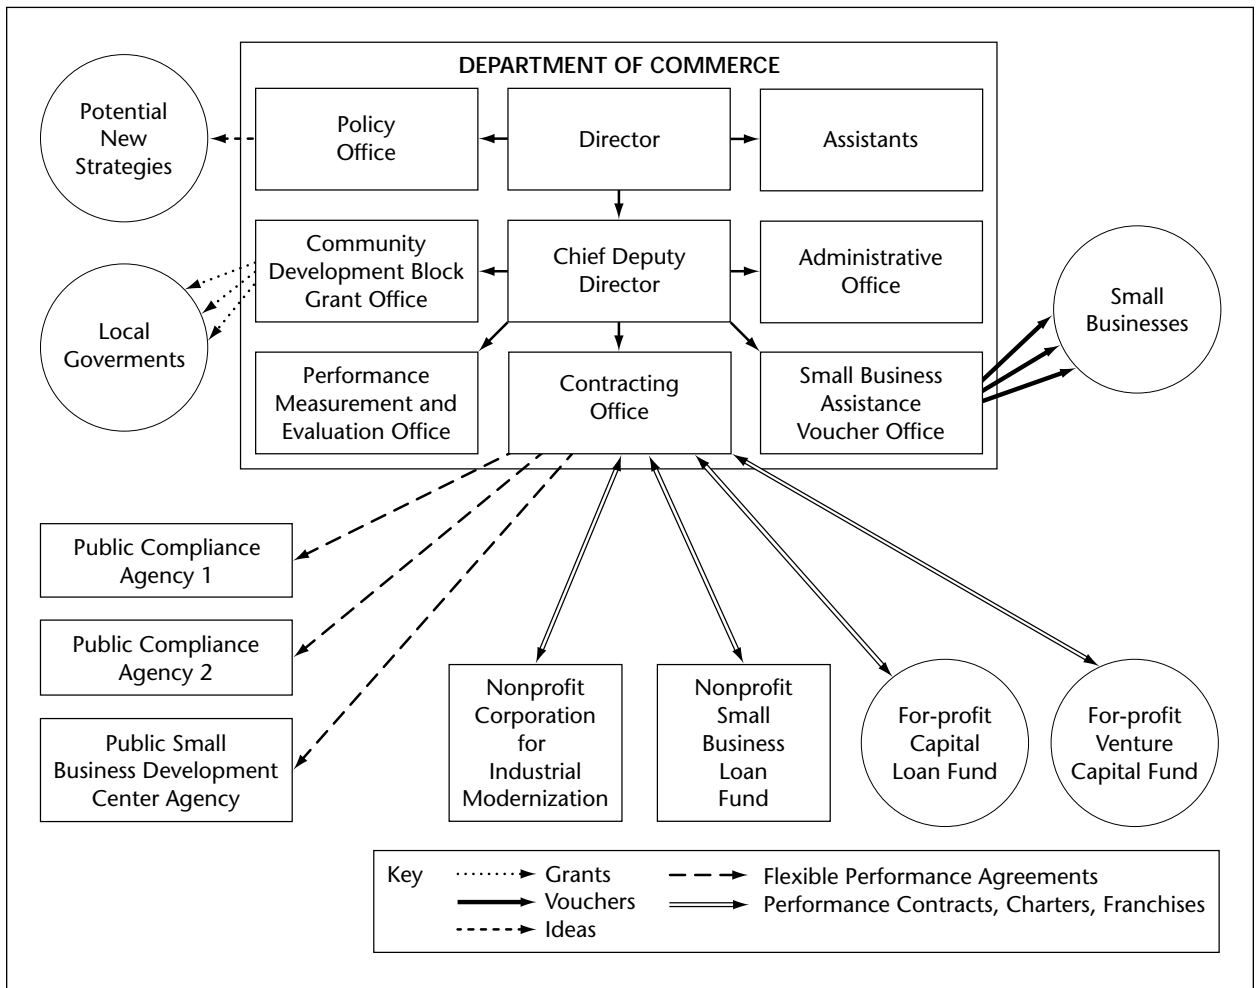 DEPARTMENT OF COMMERCE
Potential
New
Strategies
Policy
Office
Director
Assistants
Community
Development Block
Grant Office
Chief Deputy
Director
Administrative
Office
Small
Businesses
Local
Goverments
Performance
Measurement and
Evaluation Office
Contracting
Office
Small Business
Assistance
Voucher Office
Public Compliance
Agency 1
Public Compliance
Agency 2
Public Small
Business Development
Center Agency
Nonprofit
Corporation
for
Industrial
Modernization
Nonprofit
Small
Business
Loan
Fund
For-profit
Capital
Loan Fund
For-profit
Venture
Capital Fund
Key
Grants
Vouchers
Ideas
Flexible Performance Agreements
Performance Contracts, Charters, Franchises